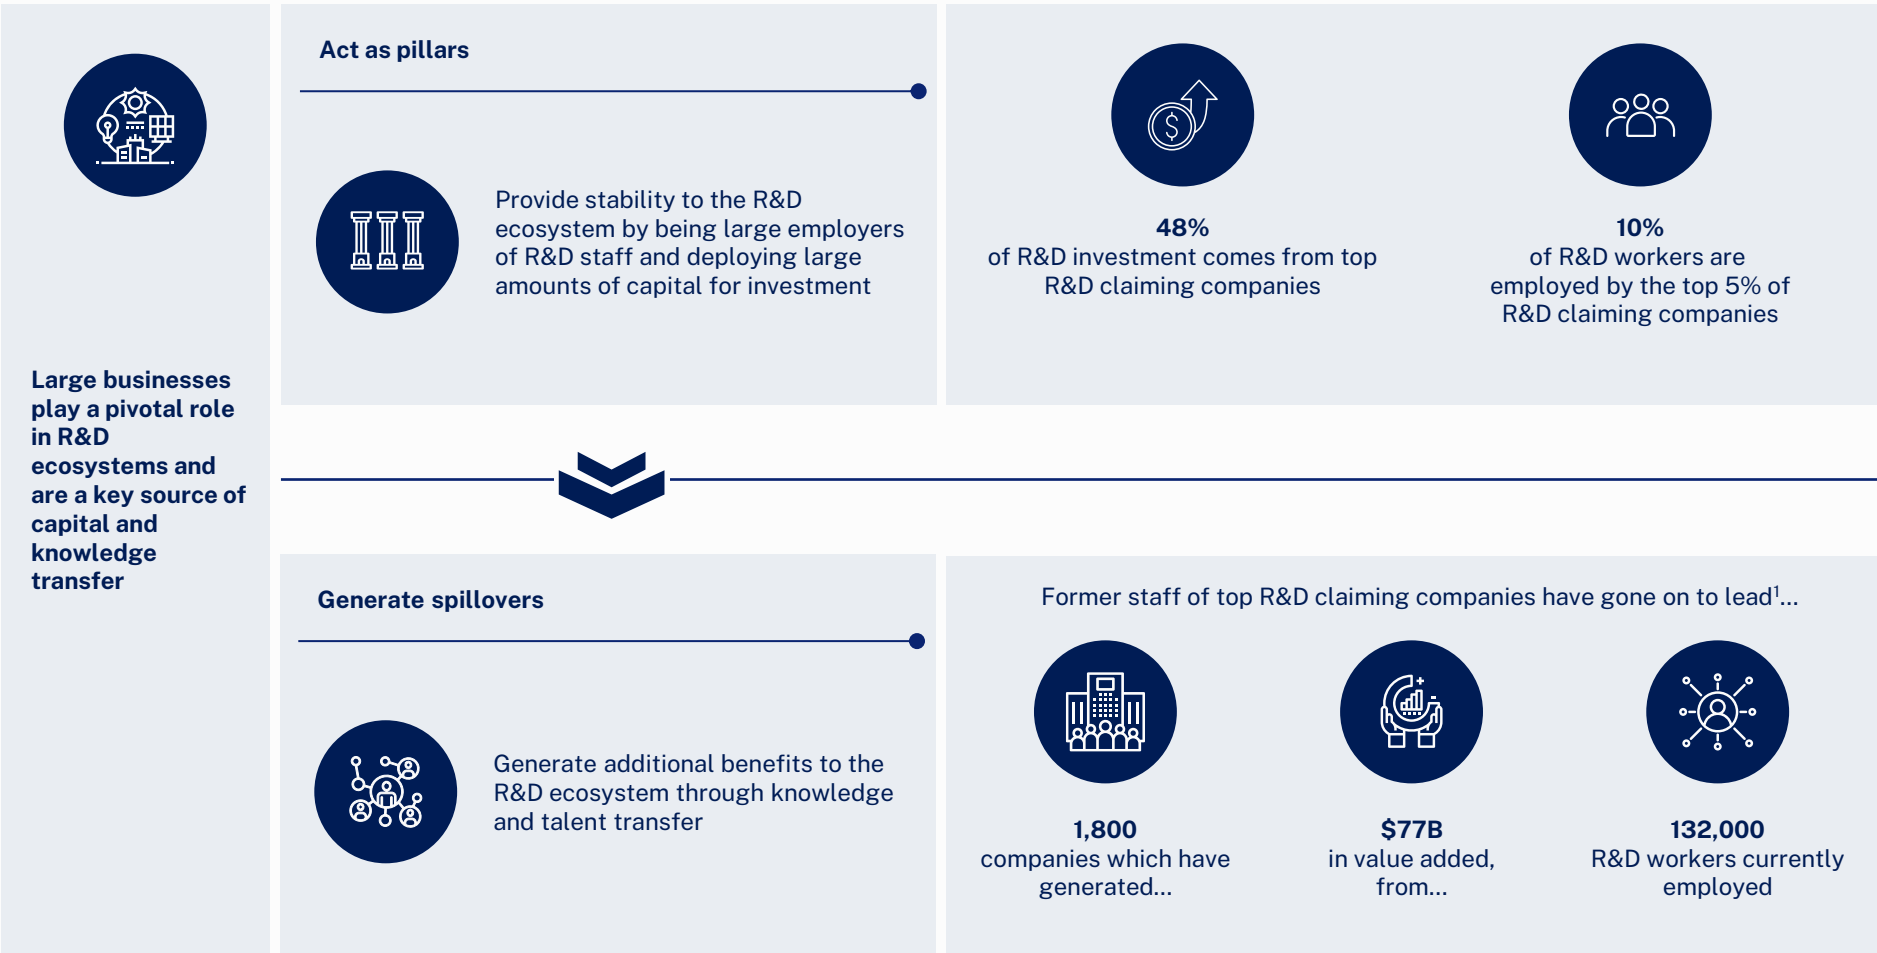 Large businesses
play a pivotal role
in R&D
ecosystems and
are a key source of
capital and
knowledge
transfer
Act as pillars
Provide stability to the R&D
ecosystem by being large employers
of R&D staff and deploying large
amounts of capital for investment
48%
of R&D investment comes from top
R&D claiming companies
10%
of R&D workers are
employed by the top 5% of
R&D claiming companies
Generate spillovers
Generate additional benefits to the
R&D ecosystem through knowledge
and talent transfer
Former staff of top R&D claiming companies have gone on to lead¹...
1,800
companies which have
generated...
$77B
in value added,
from...
132,000
R&D workers currently
employed